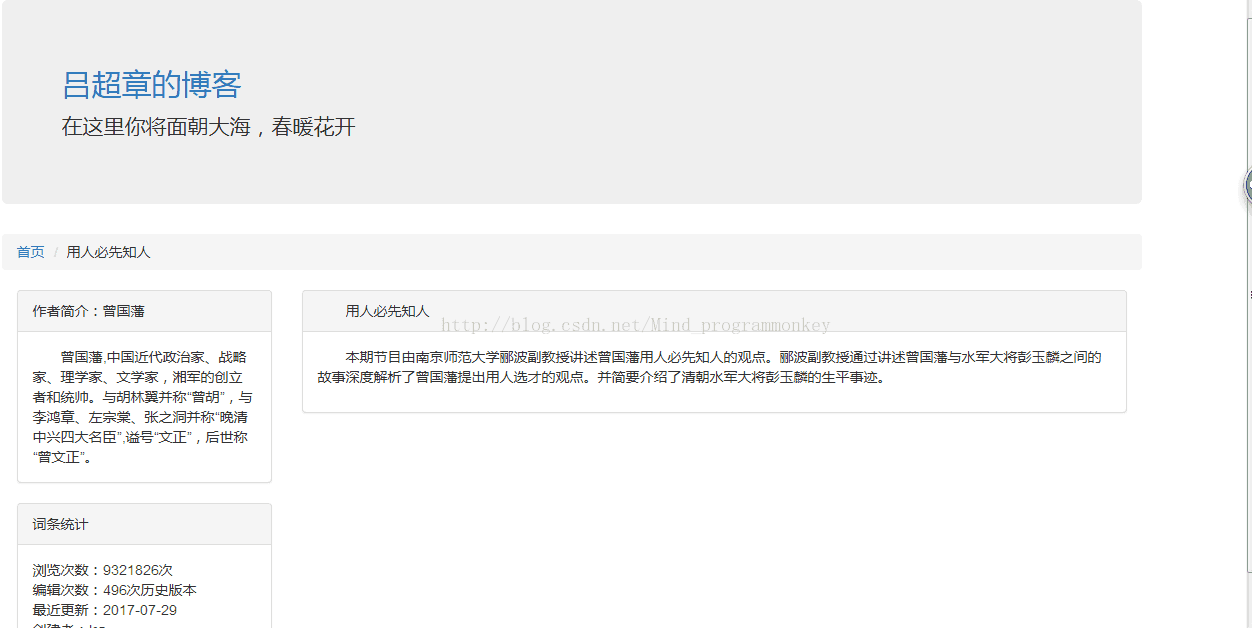 吕超章的博客
在这里你将面朝大海，春暖花开
首页 / 用人必先知人
作者简介：曾国藩
曾国藩,中国近代政治家、战略
家、理学家、文学家，湘军的创立
者和统帅。与胡林翼并称“曾胡”，与
李鸿章、左宗棠、张之洞并称“晚清
中兴四大名臣”,谥号“文正”，后世称
“曾文正”。
词条统计
浏览次数：9321826次
编辑次数：496次历史版本
最近更新：2017-07-29
用人必先知人
http://blog.csdn.net/Mind_programmonkey
本期节目由南京师范大学郦波副教授讲述曾国藩用人必先知人的观点。郦波副教授通过讲述曾国藩与水军大将彭玉麟之间的
故事深度解析了曾国藩提出用人选才的观点。并简要介绍了清朝水军大将彭玉麟的生平事迹。